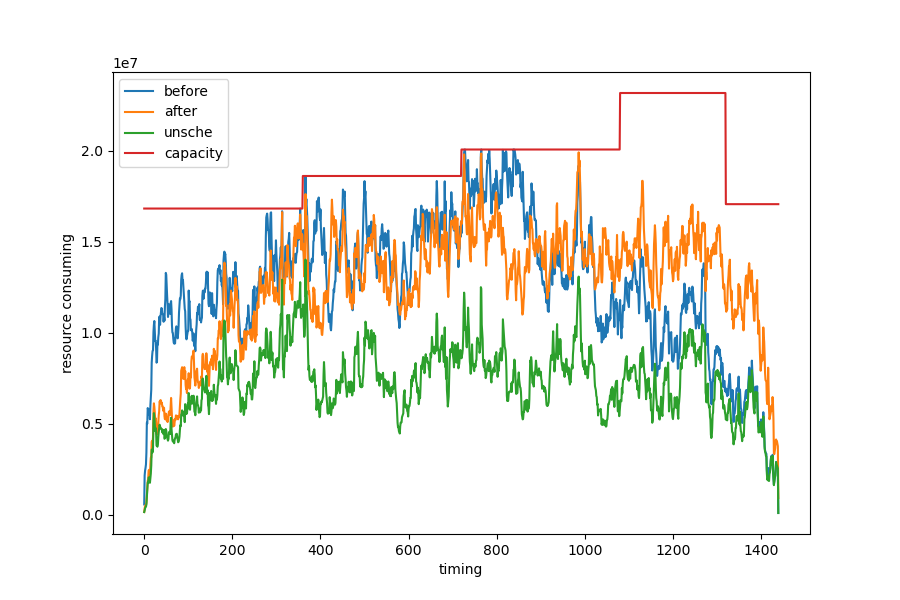 1e7
before
after
unsche
capacity
2.0
1.5
1.0
0.5
0.0
resource consuming
0 200 400 600 800 1000 1200 1400
timing